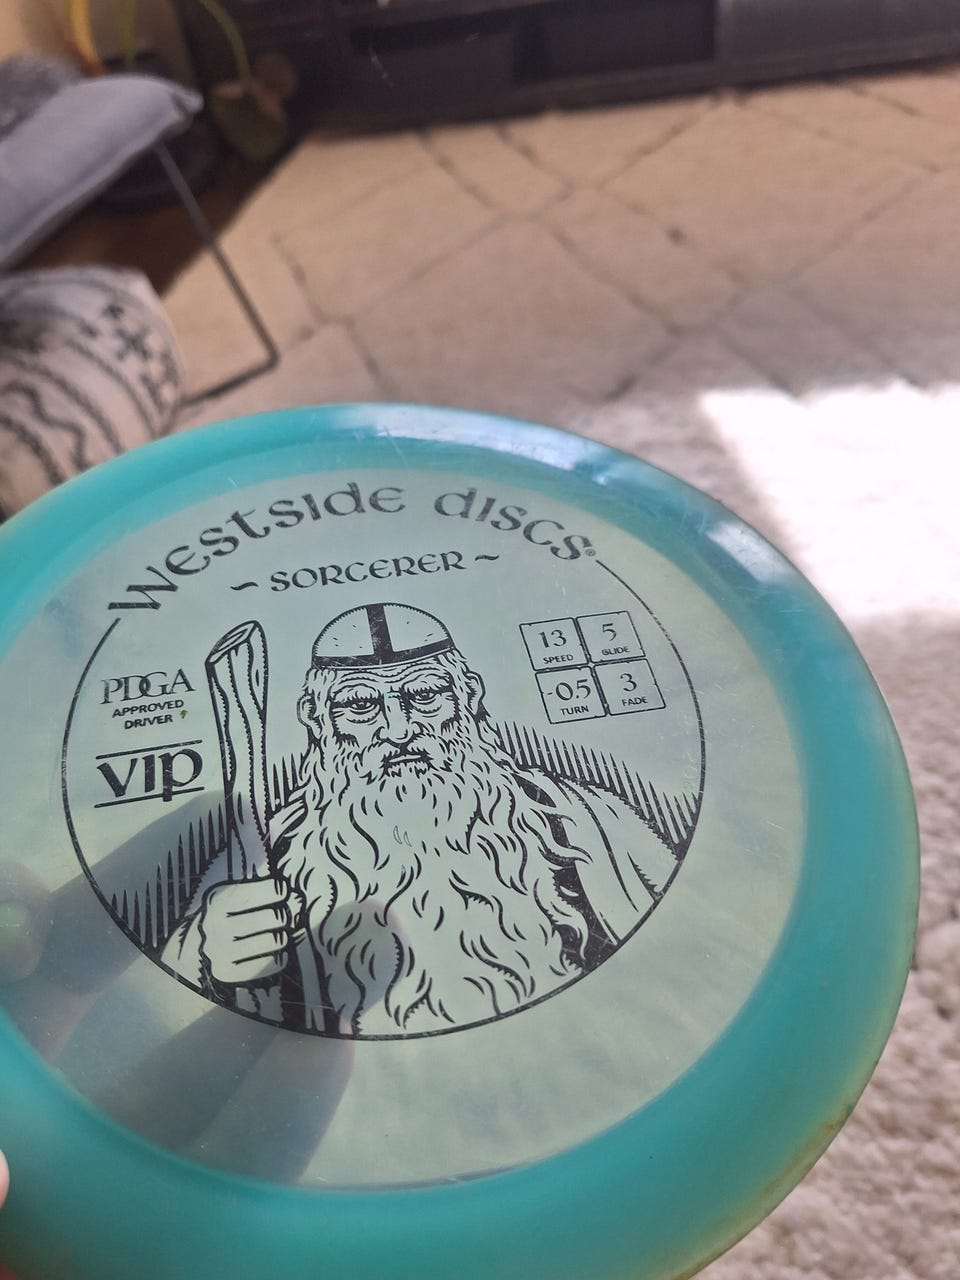 Westside discs®
~ SORCERER ~
PDGA
APPROVED
DRIVER
VIP
13
SPEED
5
GLIDE
-0.5
TURN
3
FADE